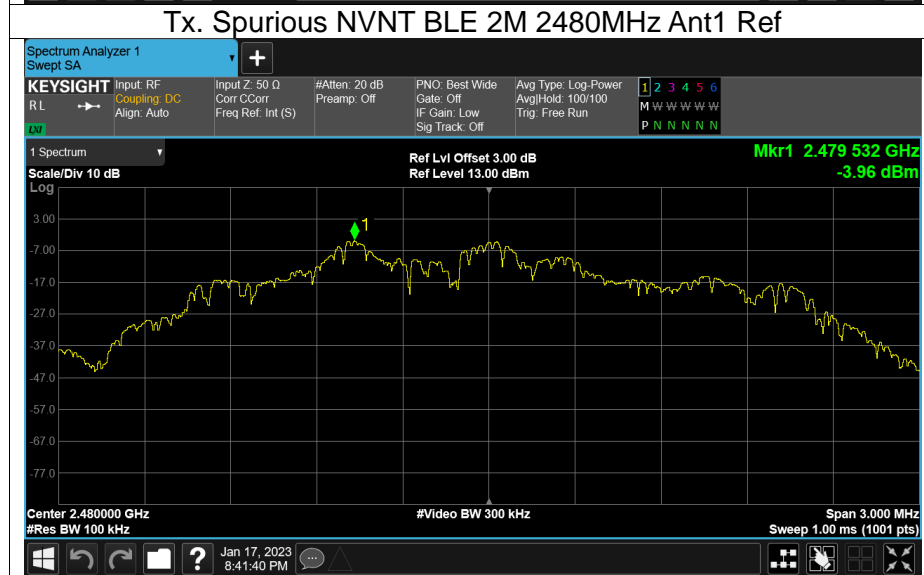 Tx. Spurious NVNT BLE 2M 2480MHz Ant1 Ref
Spectrum Analyzer 1
Swept SA
+
KEYSIGHT
R L
LXI
Input: RF
Coupling: DC
Align: Auto
Input Z: 50 Ω
Corr CCorr
Freq Ref: Int (S)
#Atten: 20 dB
Preamp: Off
PNO: Best Wide
Gate: Off
IF Gain: Low
Sig Track: Off
Avg Type: Log-Power
Avg|Hold: 100/100
Trig: Free Run
1 2 3 4 5 6
M W W W W W
P N N N N N
1 Spectrum
Scale/Div 10 dB
Log
Ref Lvl Offset 3.00 dB
Ref Level 13.00 dBm
Mkr1 2.479 532 GHz
-3.96 dBm
1
3.00
-7.00
-17.0
-27.0
-37.0
-47.0
-57.0
-67.0
-77.0
Center 2.480000 GHz
#Res BW 100 kHz
#Video BW 300 kHz
Span 3.000 MHz
Sweep 1.00 ms (1001 pts)
?
Jan 17, 2023
8:41:40 PM